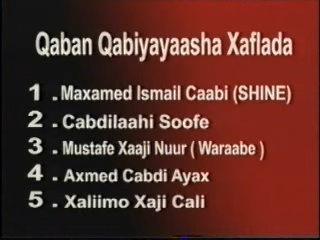 Qaban Qabiyayaasha Xaflada
1 . Maxamed Ismail Caabi (SHINE)
2 . Cabdilaahi Soofe
3 . Mustafe Xaaji Nuur ( Waraabe )
4 . Axmed Cabdi Ayax
5 . Xaliimo Xaji Cali